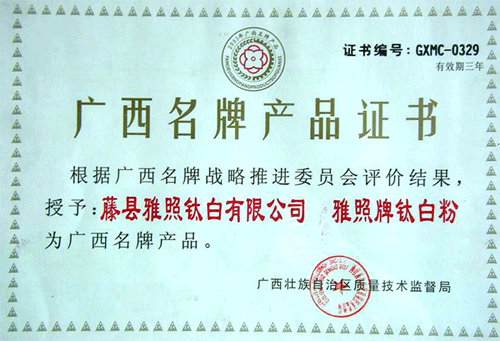 证书编号：GXMC-0329
有效期三年
广西名牌产品证书
根据广西名牌战略推进委员会评价结果，
授予：藤县雅照钛白有限公司 雅照牌钛白粉
为广西名牌产品。
广西壮族自治区质量技术监督局